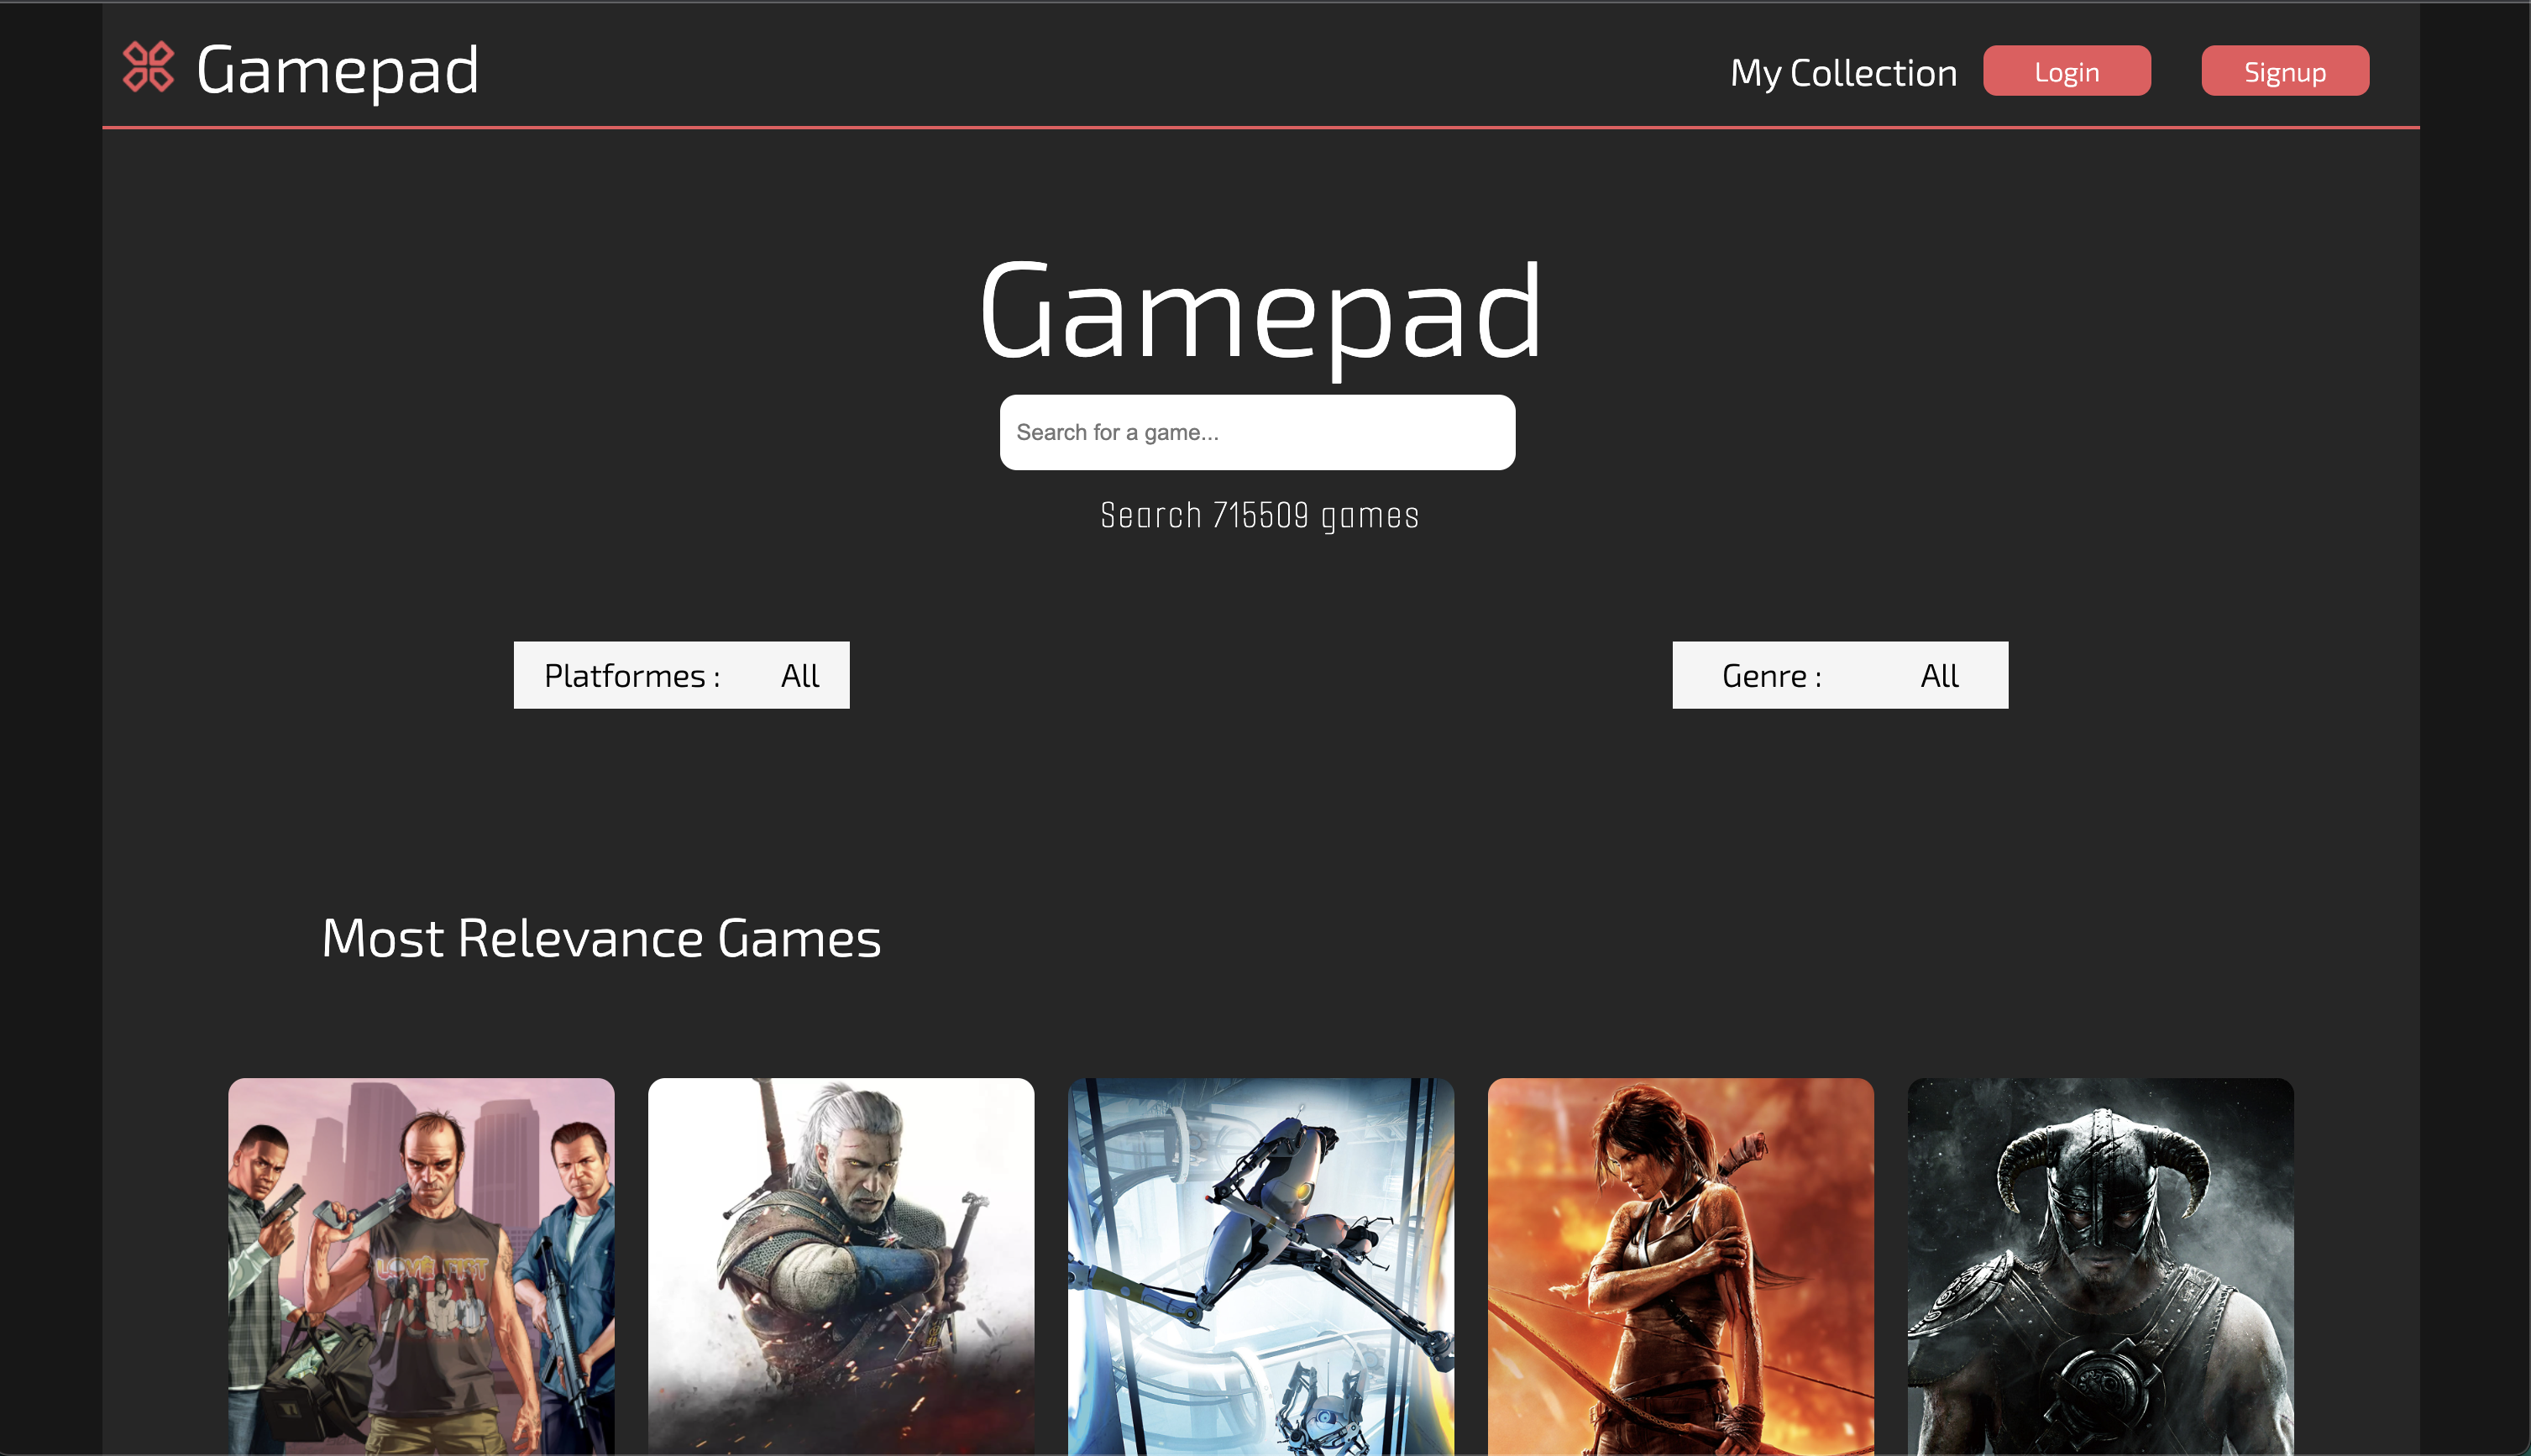 Gamepad
My Collection
Login
Signup
Gamepad
Search for a game...
Search 715509 games
Platformes : All
Genre : All
Most Relevance Games
LOVE FIST